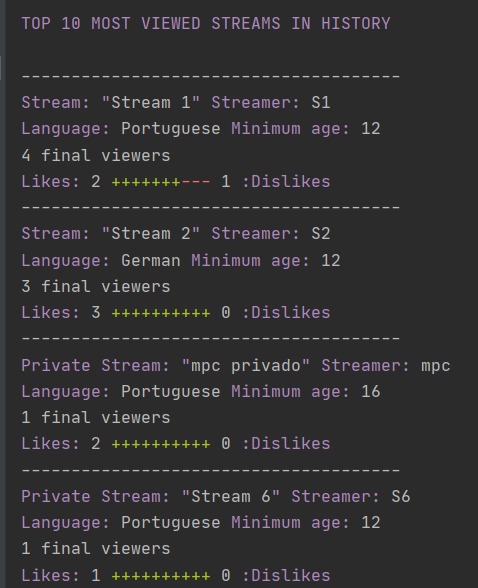 TOP 10 MOST VIEWED STREAMS IN HISTORY
--------------------------------------
Stream: "Stream 1" Streamer: S1
Language: Portuguese Minimum age: 12
4 final viewers
Likes: 2 +++++++--- 1 :Dislikes
--------------------------------------
Stream: "Stream 2" Streamer: S2
Language: German Minimum age: 12
3 final viewers
Likes: 3 ++++++++++ 0 :Dislikes
--------------------------------------
Private Stream: "mpc privado" Streamer: mpc
Language: Portuguese Minimum age: 16
1 final viewers
Likes: 2 ++++++++++ 0 :Dislikes
--------------------------------------
Private Stream: "Stream 6" Streamer: S6
Language: Portuguese Minimum age: 12
1 final viewers
Likes: 1 ++++++++++ 0 :Dislikes